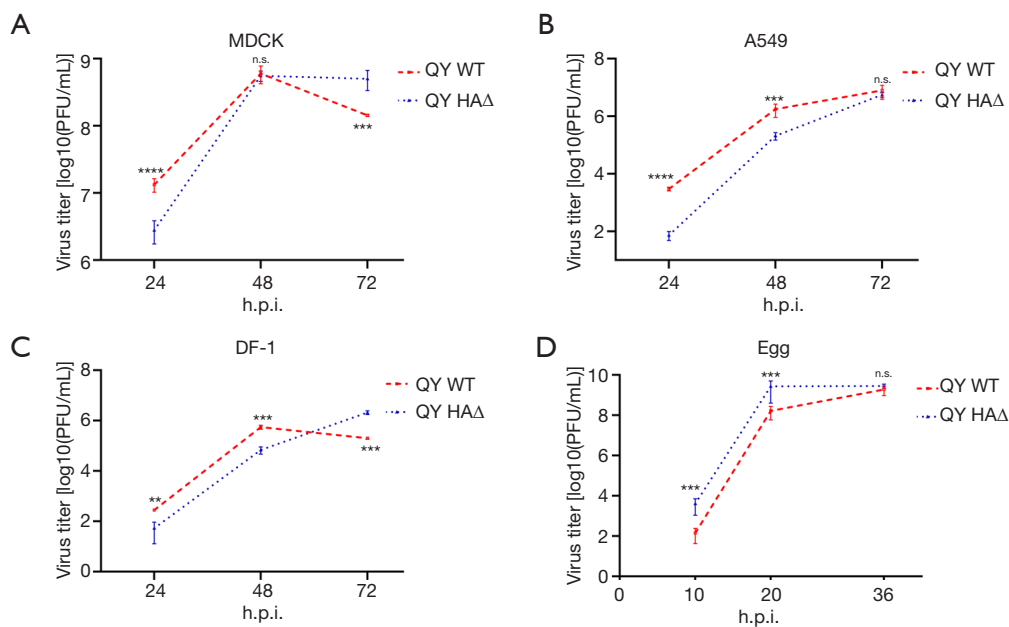 A
MDCK
Virus titer [log10(PFU/mL)]
9
8
7
6
****
n.s.
***
QY WT
QY HAΔ
24
48
72
h.p.i.
B
A549
Virus titer [log10(PFU/mL)]
8
6
4
2
****
***
n.s.
QY WT
QY HAΔ
24
48
72
h.p.i.
C
DF-1
Virus titer [log10(PFU/mL)]
8
6
4
2
0
**
***
***
QY WT
QY HAΔ
24
48
72
h.p.i.
D
Egg
Virus titer [log10(PFU/mL)]
10
8
6
4
2
0
***
***
n.s.
QY WT
QY HAΔ
0
10
20
36
h.p.i.